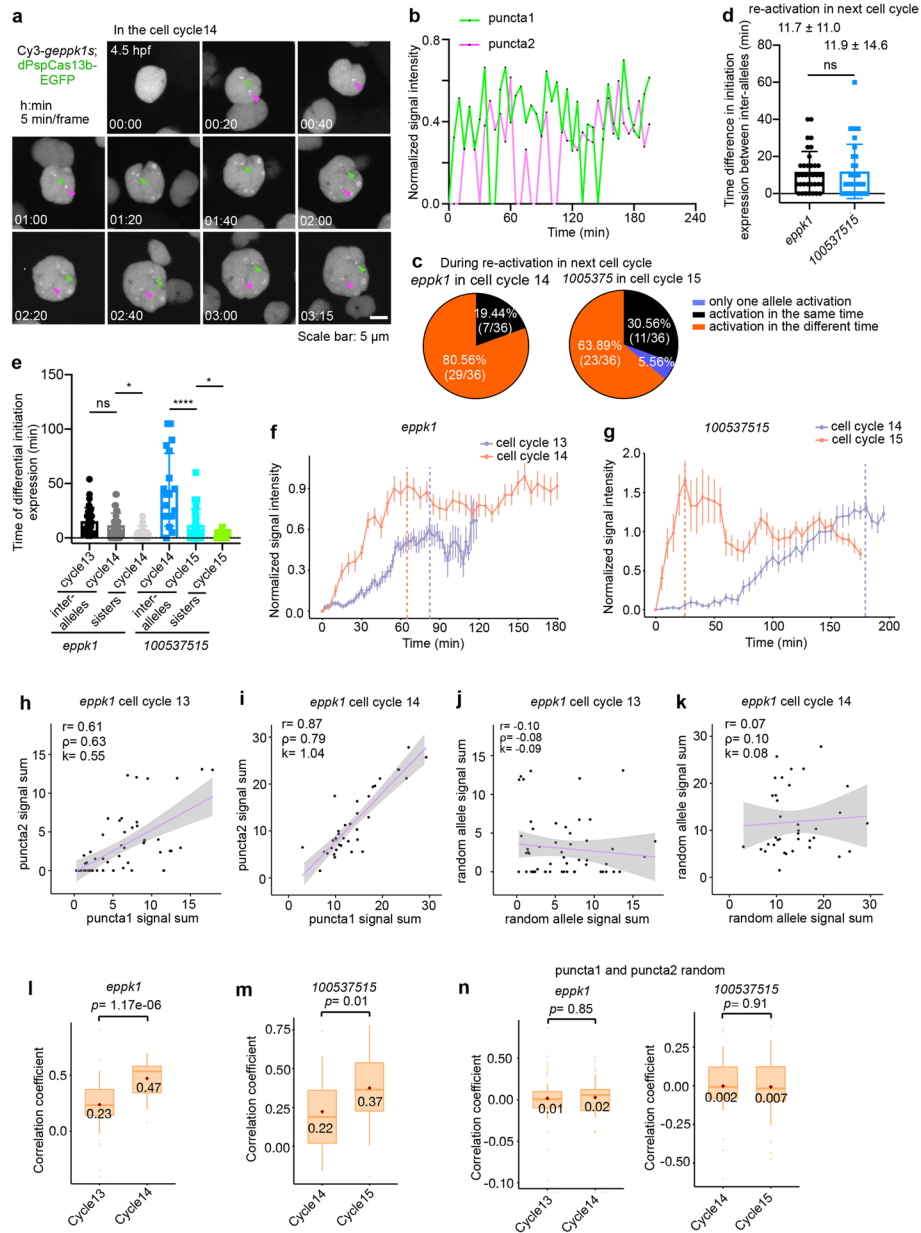 a
In the cell cycle14
Cy3-geppk1s;
dPspCas13b-
EGFP
h:min
5 min/frame
4.5 hpf
00:00
00:20
00:40
01:00
01:20
01:40
02:00
02:20
02:40
03:00
03:15
Scale bar: 5 µm
b
puncta1
puncta2
Normalized signal intensity
0.8
0.4
0.0
0
60
120
180
240
Time (min)
c
During re-activation in next cell cycle
eppk1 in cell cycle 14
1005375 in cell cycle 15
19.44%
(7/36)
80.56%
(29/36)
30.56%
(11/36)
63.89%
(23/36)
5.56%
only one allele activation
activation in the same time
activation in the different time
d
re-activation in next cell cycle
11.7 ± 11.0
11.9 ± 14.6
ns
Time difference in initiation
expression between inter-alleles (min)
80
60
40
20
0
eppk1
100537515
e
Time of differential initiation
expression (min)
150
100
50
0
ns
*
****
*
cycle13
cycle14
cycle14
cycle14
cycle15
cycle15
inter-
alleles
sisters
inter-
alleles
sisters
eppk1
100537515
f
eppk1
cell cycle 13
cell cycle 14
Normalized signal intensity
0.9
0.6
0.3
0.0
0
30
60
90
120
150
180
Time (min)
g
100537515
cell cycle 14
cell cycle 15
Normalized signal intensity
2.0
1.5
1.0
0.5
0.0
0
50
100
150
200
Time (min)
h
eppk1 cell cycle 13
r= 0.61
ρ= 0.63
k= 0.55
puncta2 signal sum
15
10
5
0
0
5
10
15
puncta1 signal sum
i
eppk1 cell cycle 14
r= 0.87
ρ= 0.79
k= 1.04
puncta2 signal sum
30
20
10
0
0
10
20
30
puncta1 signal sum
j
eppk1 cell cycle 13
r= -0.10
ρ= -0.08
k= -0.09
random allele signal sum
15
10
5
0
0
5
10
15
random allele signal sum
k
eppk1 cell cycle 14
r= 0.07
ρ= 0.10
k= 0.08
random allele signal sum
30
20
10
0
0
10
20
30
random allele signal sum
l
eppk1
p= 1.17e-06
Correlation coefficient
0.5
0.0
0.23
0.47
Cycle13
Cycle14
m
100537515
p= 0.01
Correlation coefficient
0.75
0.50
0.25
0.00
0.22
0.37
Cycle14
Cycle15
n
puncta1 and puncta2 random
eppk1
p= 0.85
Correlation coefficient
0.05
0.00
-0.05
-0.10
0.01
0.02
Cycle13
Cycle14
100537515
p= 0.91
Correlation coefficient
0.25
0.00
-0.25
-0.50
0.002
0.007
Cycle14
Cycle15